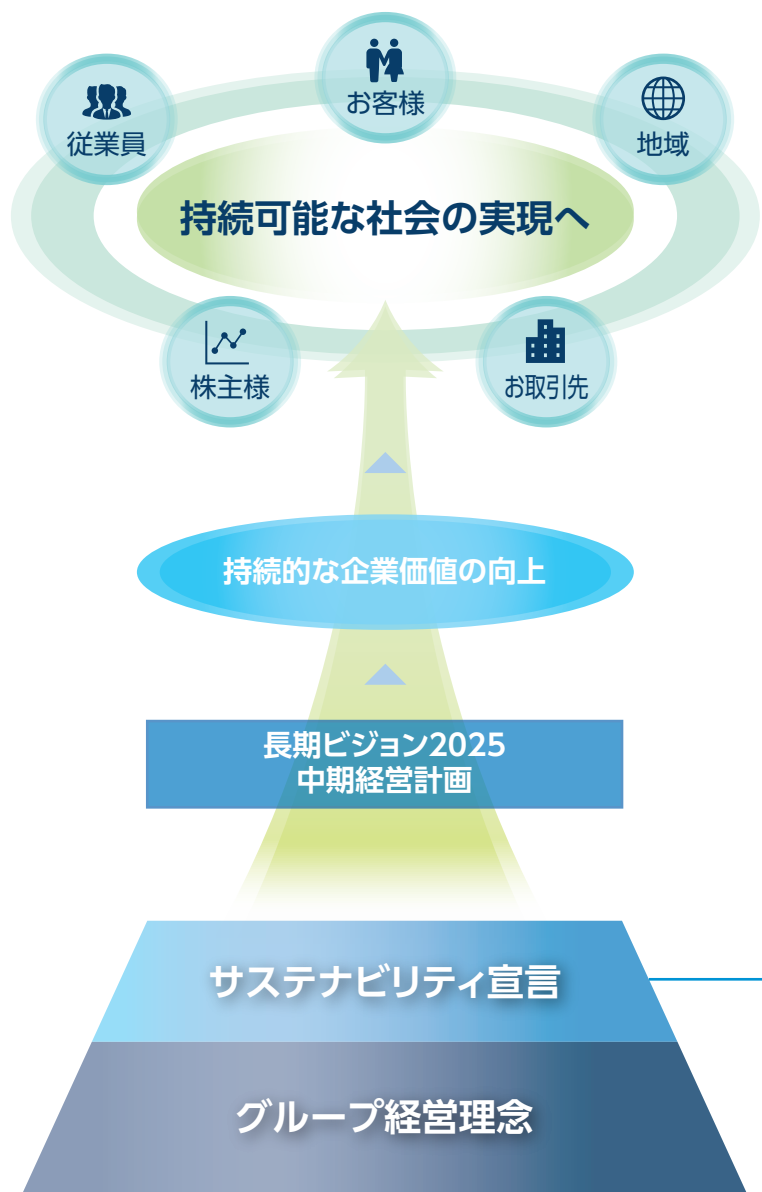 お客様
従業員
地域
持続可能な社会の実現へ
株主様
お取引先
持続的な企業価値の向上
長期ビジョン2025
中期経営計画
サステナビリティ宣言
グループ経営理念